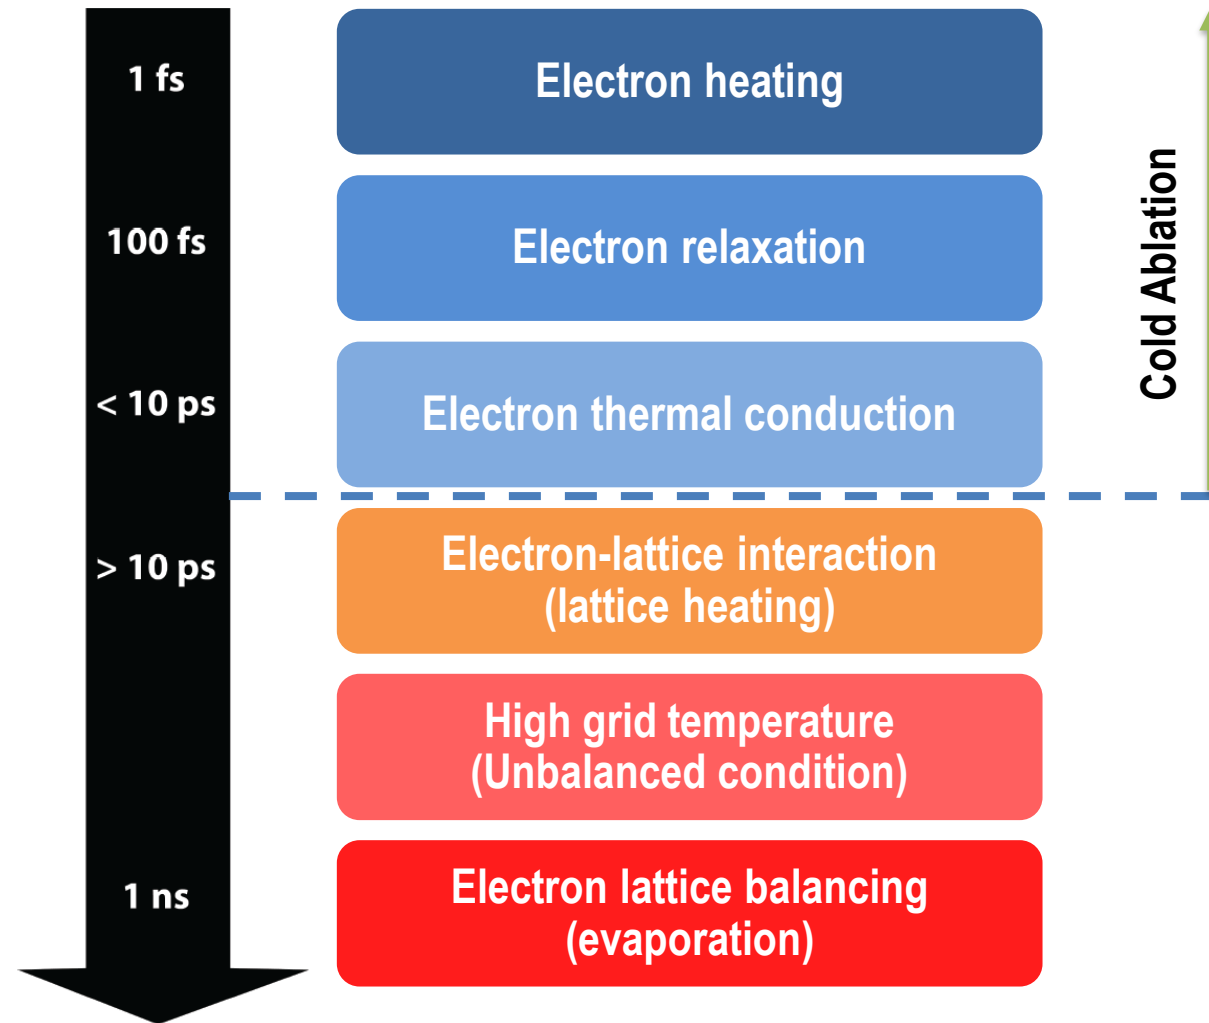 1 fs
Electron heating
100 fs
Electron relaxation
< 10 ps
Electron thermal conduction
Cold Ablation
> 10 ps
Electron-lattice interaction
(lattice heating)
High grid temperature
(Unbalanced condition)
1 ns
Electron lattice balancing
(evaporation)